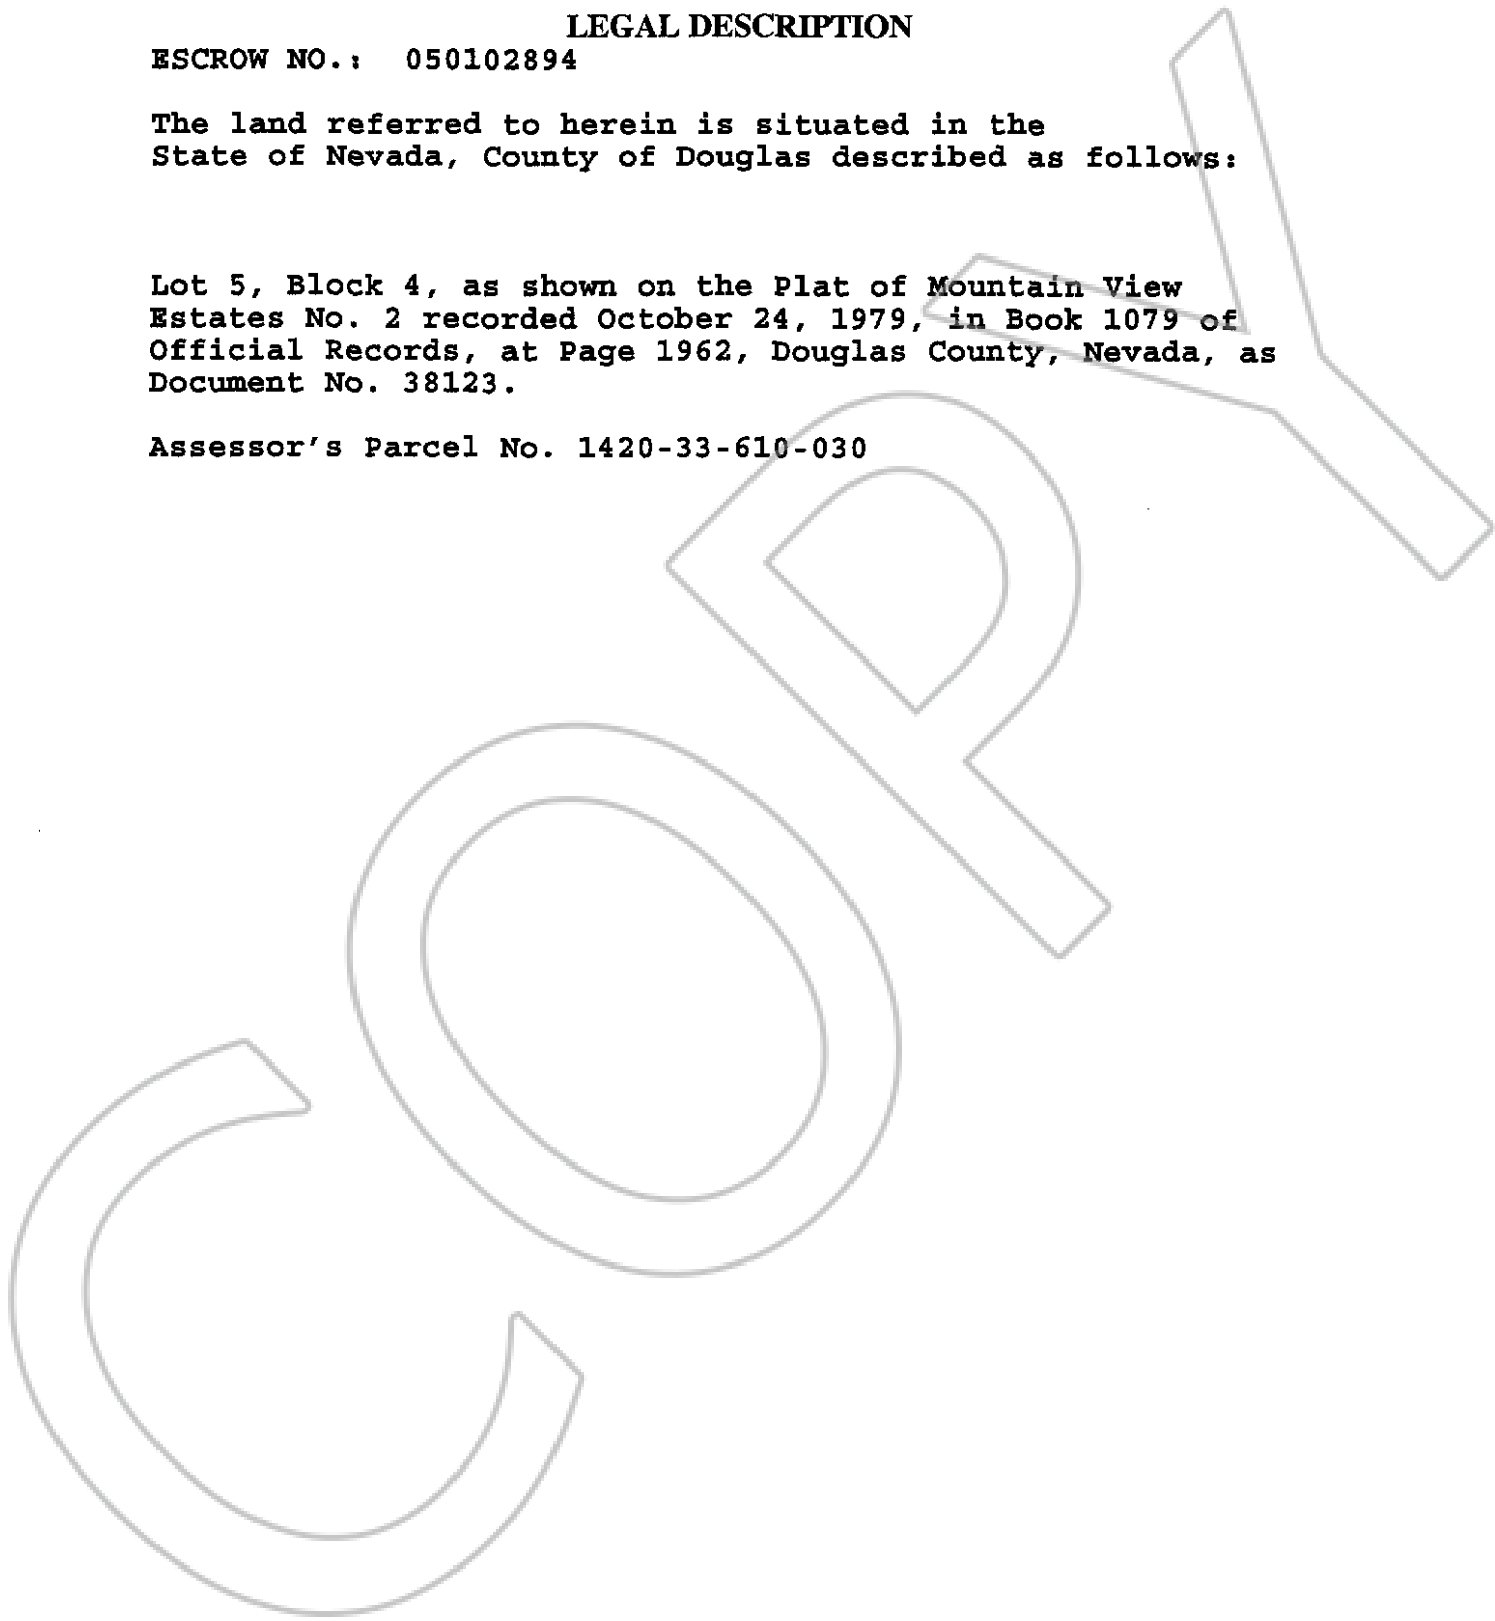 LEGAL DESCRIPTION
ESCROW NO.: 050102894
The land referred to herein is situated in the
State of Nevada, County of Douglas described as follows:
Lot 5, Block 4, as shown on the Plat of Mountain View
Estates No. 2 recorded October 24, 1979, in Book 1079 of
Official Records, at Page 1962, Douglas County, Nevada, as
Document No. 38123.
Assessor's Parcel No. 1420-33-610-030
COPY